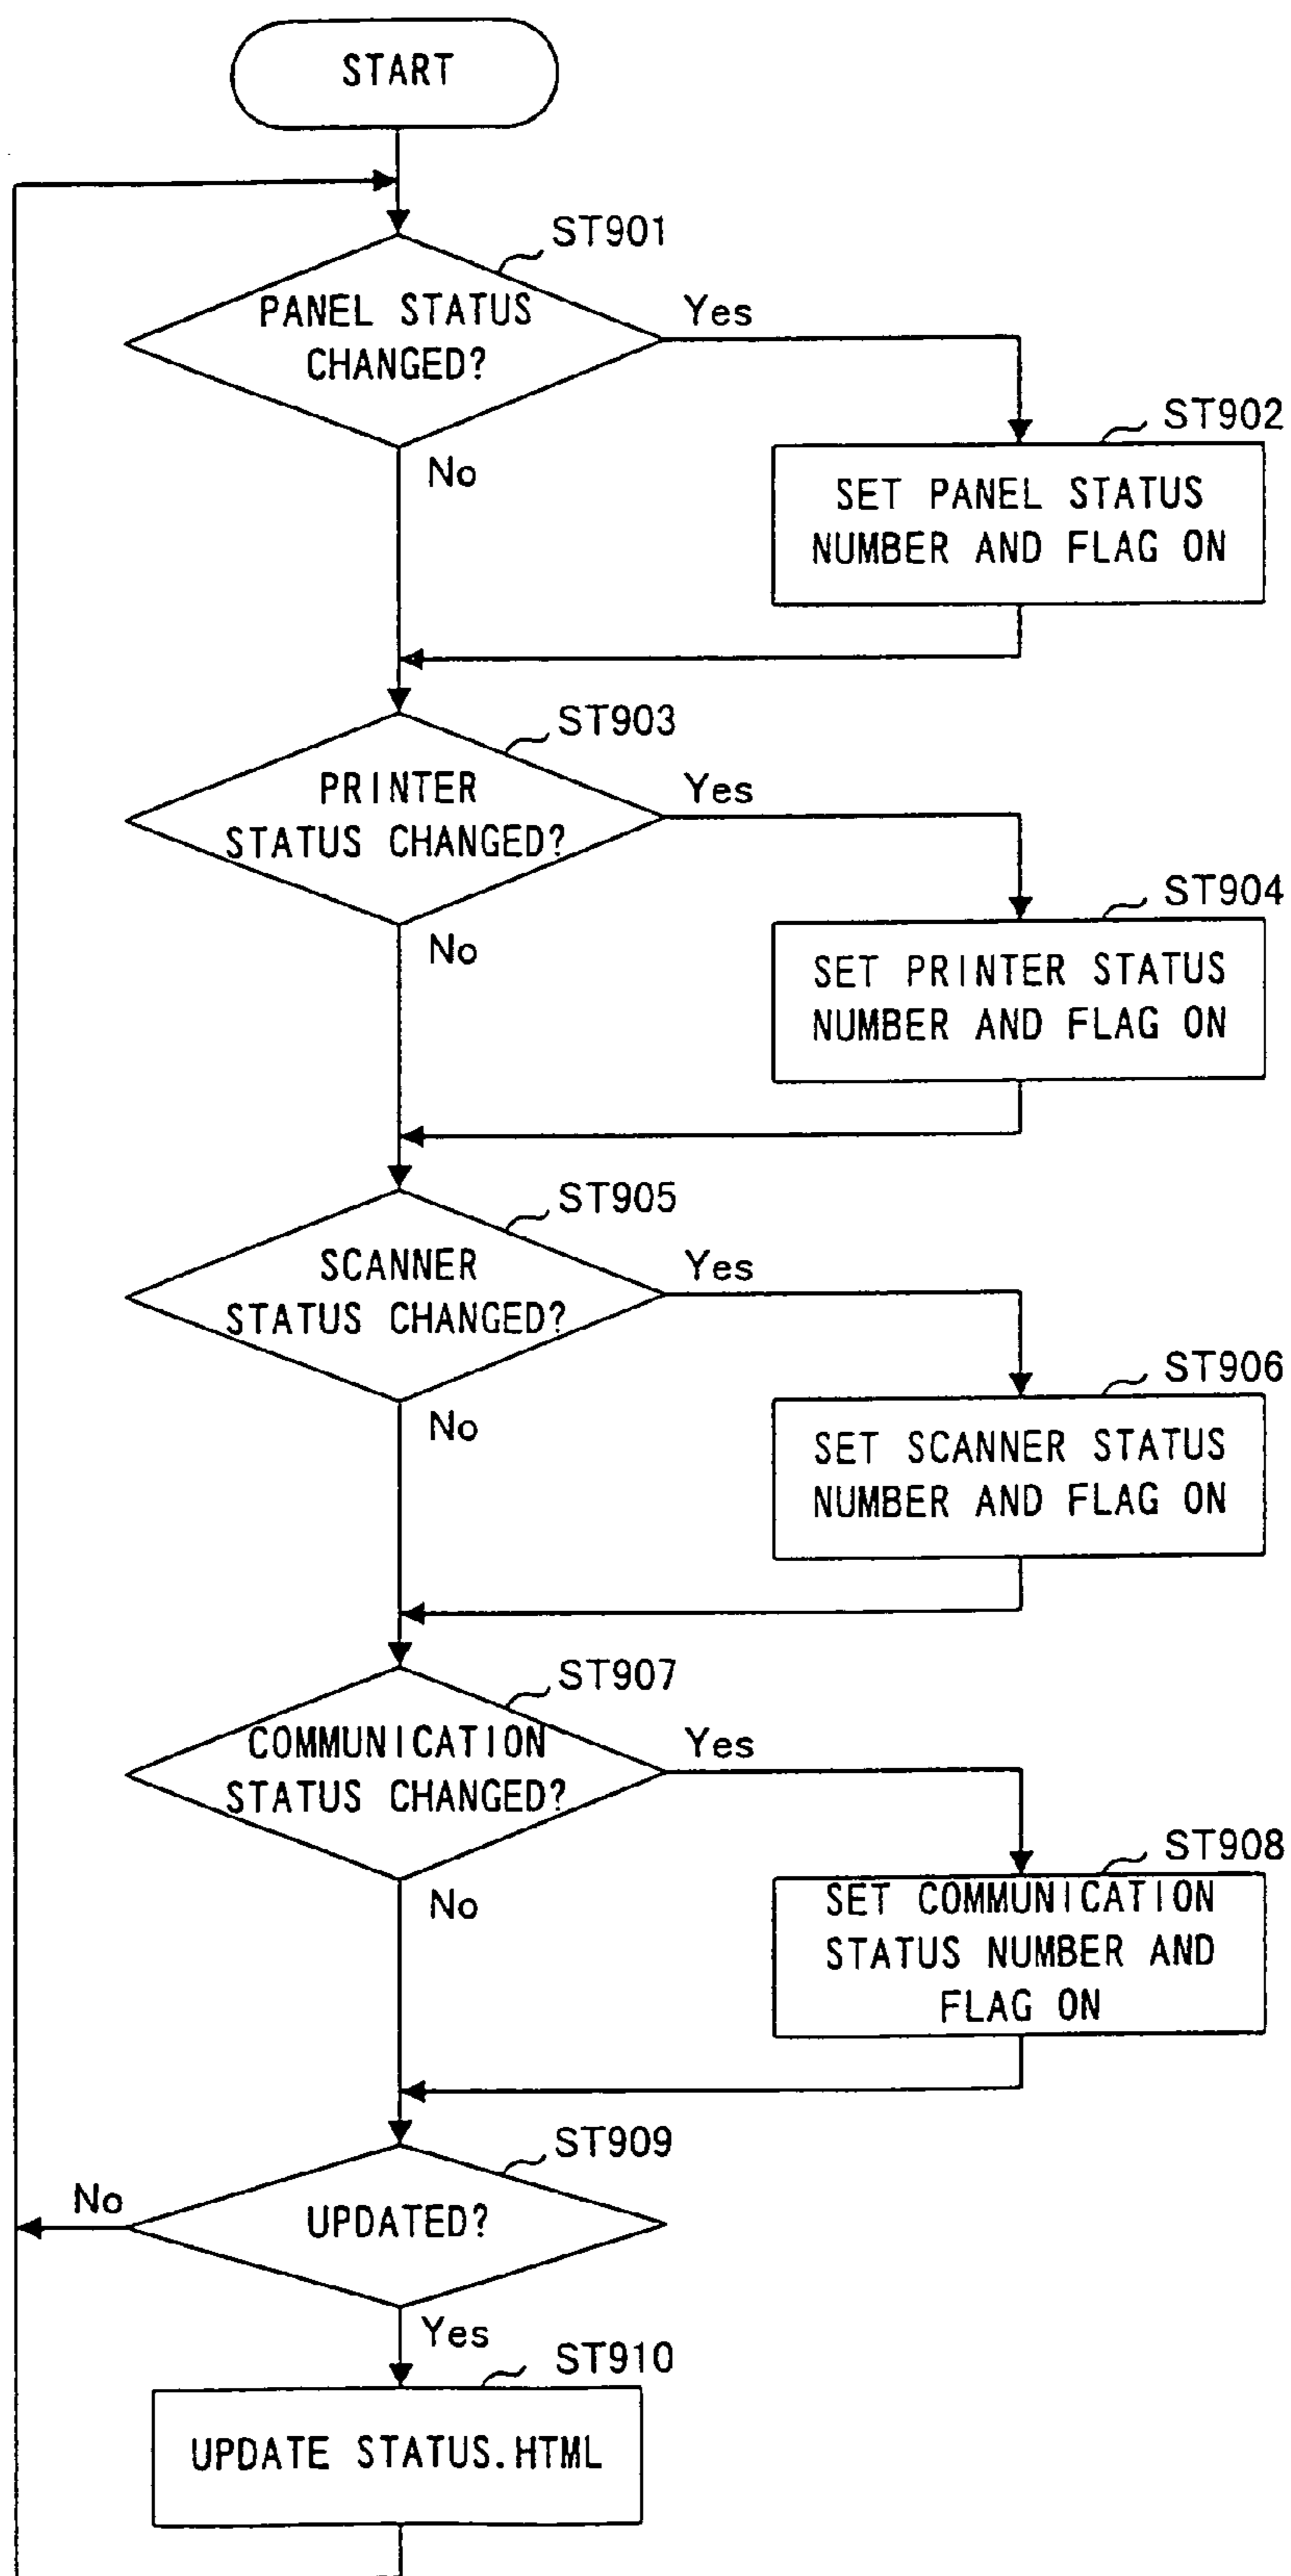 START
ST901
PANEL STATUS
CHANGED?
Yes
No
ST902
SET PANEL STATUS
NUMBER AND FLAG ON
ST903
PRINTER
STATUS CHANGED?
Yes
No
ST904
SET PRINTER STATUS
NUMBER AND FLAG ON
ST905
SCANNER
STATUS CHANGED?
Yes
No
ST906
SET SCANNER STATUS
NUMBER AND FLAG ON
ST907
COMMUNICATION
STATUS CHANGED?
Yes
No
ST908
SET COMMUNICATION
STATUS NUMBER AND
FLAG ON
ST909
UPDATED?
No
Yes
ST910
UPDATE STATUS.HTML